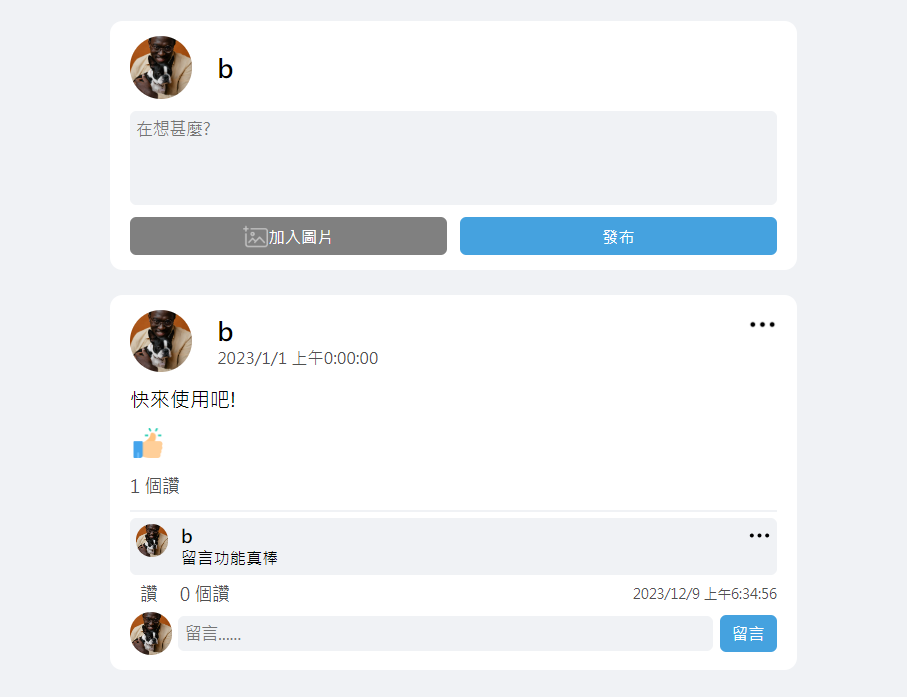 b
在想甚麼?
加入圖片
發布
b
2023/1/1 上午0:00:00
快來使用吧!
1 個讚
b
留言功能真棒
讚 0 個讚 2023/12/9 上午6:34:56
留言...... 留言